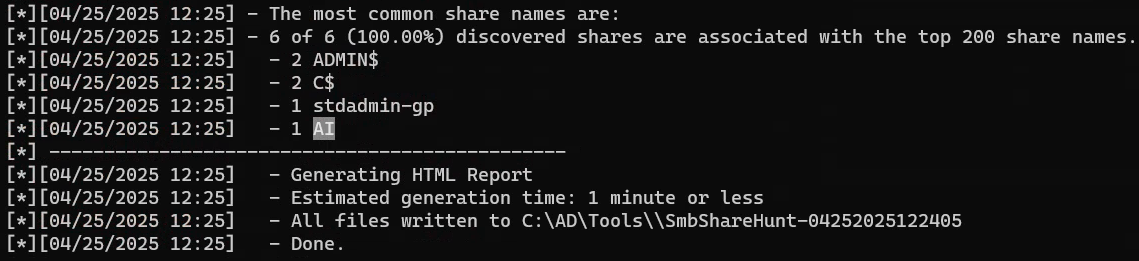 [*][04/25/2025 12:25] - The most common share names are:
[*][04/25/2025 12:25] - 6 of 6 (100.00%) discovered shares are associated with the top 200 share names.
[*][04/25/2025 12:25]   - 2 ADMIN$
[*][04/25/2025 12:25]   - 2 C$
[*][04/25/2025 12:25]   - 1 stdadmin-gp
[*][04/25/2025 12:25]   - 1 AI
[*] -----------------------------------------------
[*][04/25/2025 12:25]   - Generating HTML Report
[*][04/25/2025 12:25]   - Estimated generation time: 1 minute or less
[*][04/25/2025 12:25]   - All files written to C:\AD\Tools\\SmbShareHunt-04252025122405
[*][04/25/2025 12:25]   - Done.